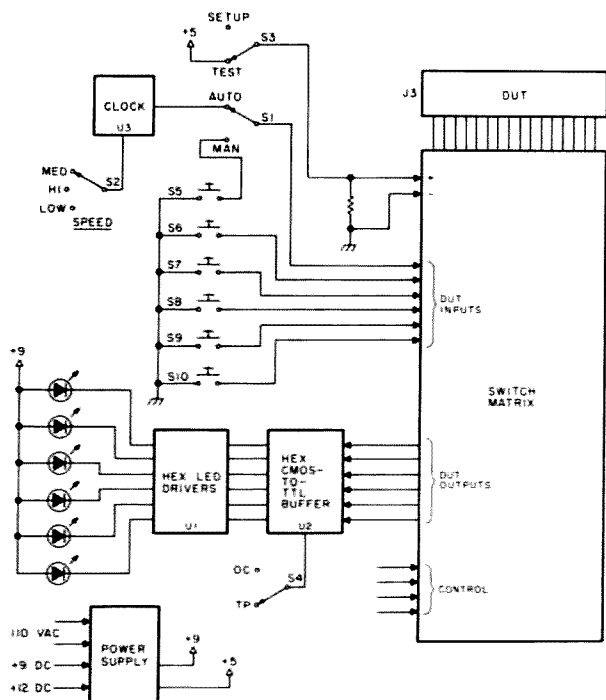 SETUP
+5
S3
TEST
J3
DUT
CLOCK
U3
AUTO
S1
MAN
MED
HI
LOW
S2
SPEED
+
-
S5
S6
S7
S8
S9
S10
DUT
INPUTS
SWITCH
MATRIX
+9
HEX LED
DRIVERS
U1
HEX
CMOS-
TO-
TTL
BUFFER
U2
DUT
OUTPUTS
OC
S4
TP
CONTROL
110 VAC
+9 DC
+12 DC
POWER
SUPPLY
+9
+5